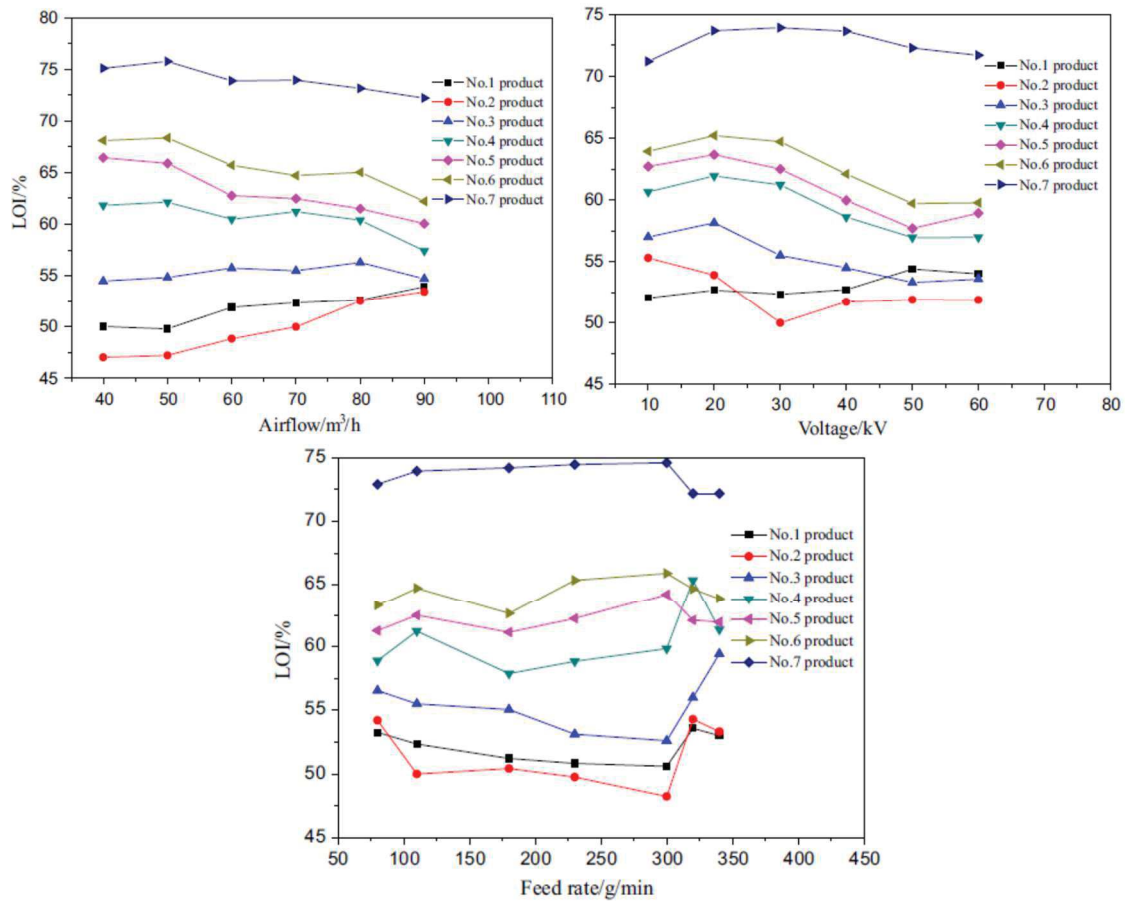 80
75
70
65
60
55
50
45
LOI/%
40
50
60
70
80
90
100
110
Airflow/m³/h
No.1 product
No.2 product
No.3 product
No.4 product
No.5 product
No.6 product
No.7 product
75
70
65
60
55
50
45
10
20
30
40
50
60
70
80
Voltage/kV
No.1 product
No.2 product
No.3 product
No.4 product
No.5 product
No.6 product
No.7 product
75
70
65
60
55
50
45
LOI/%
50
100
150
200
250
300
350
400
450
Feed rate/g/min
No.1 product
No.2 product
No.3 product
No.4 product
No.5 product
No.6 product
No.7 product